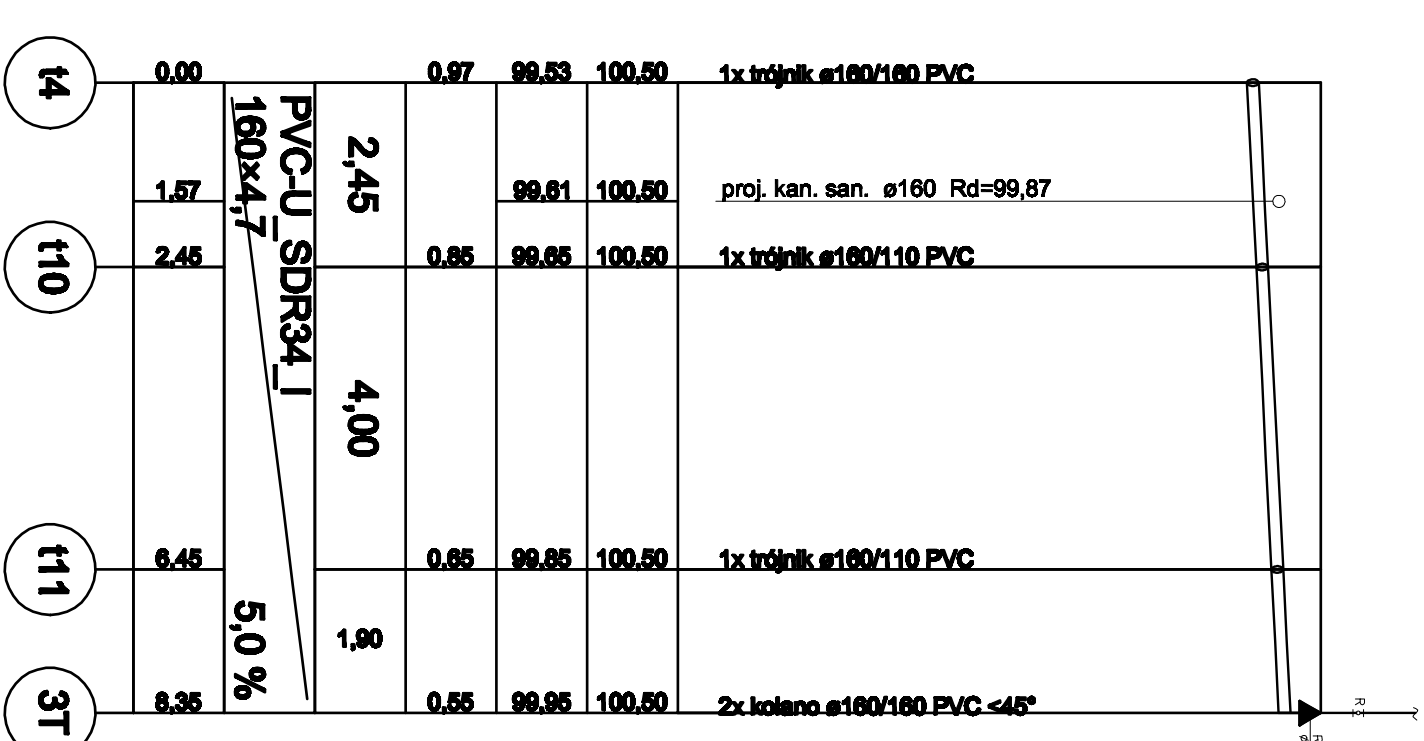 t4 0,00 0,97 99,53 100,50 1x trójnik ø160/160 PVC
1,57 99,61 100,50 proj. kan. san. ø160 Rd=99,87
t10 2,45 0,85 99,65 100,50 1x trójnik ø160/110 PVC
t11 6,45 0,65 99,85 100,50 1x trójnik ø160/110 PVC
3T 8,35 0,55 99,95 100,50 2x kolano ø160/160 PVC <45°
PVC-U_SDR34_I
160×4,7
5,0 %
2,45
4,00
1,90
R